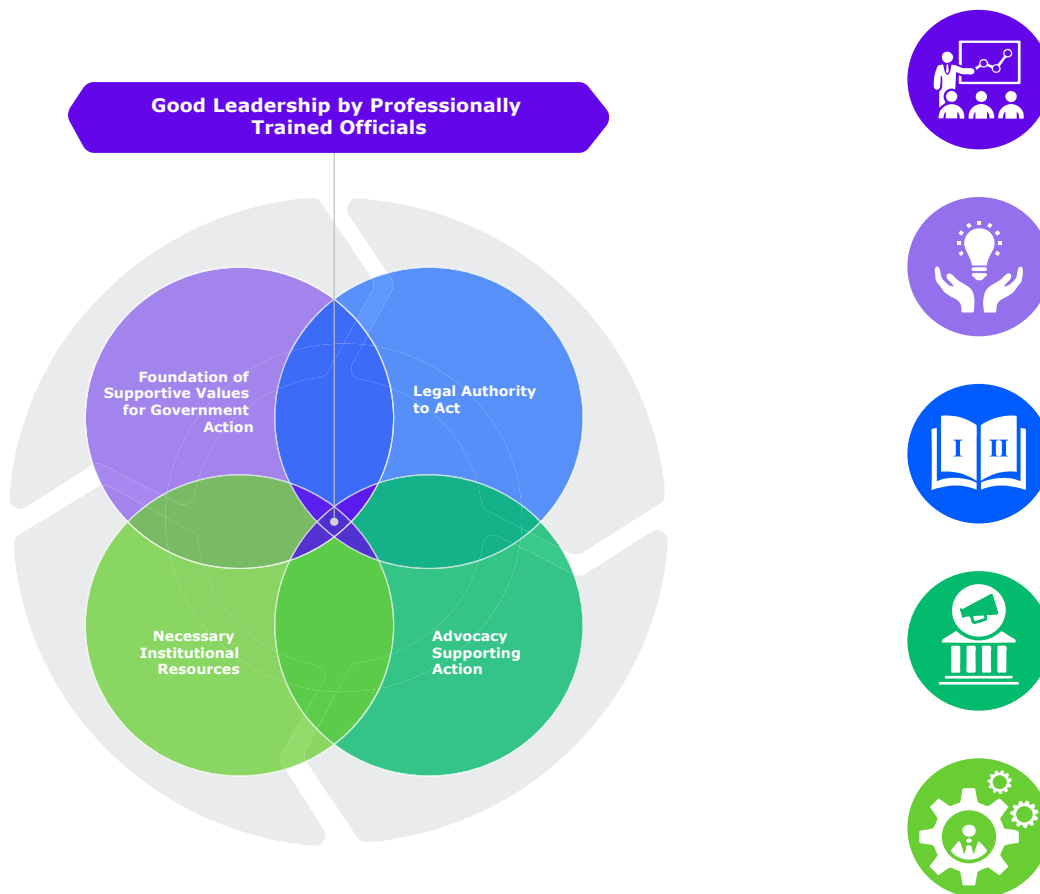 Good Leadership by Professionally
Trained Officials
Foundation of
Supportive Values
for Government
Action
Legal Authority
to Act
Necessary
Institutional
Resources
Advocacy
Supporting
Action
I II